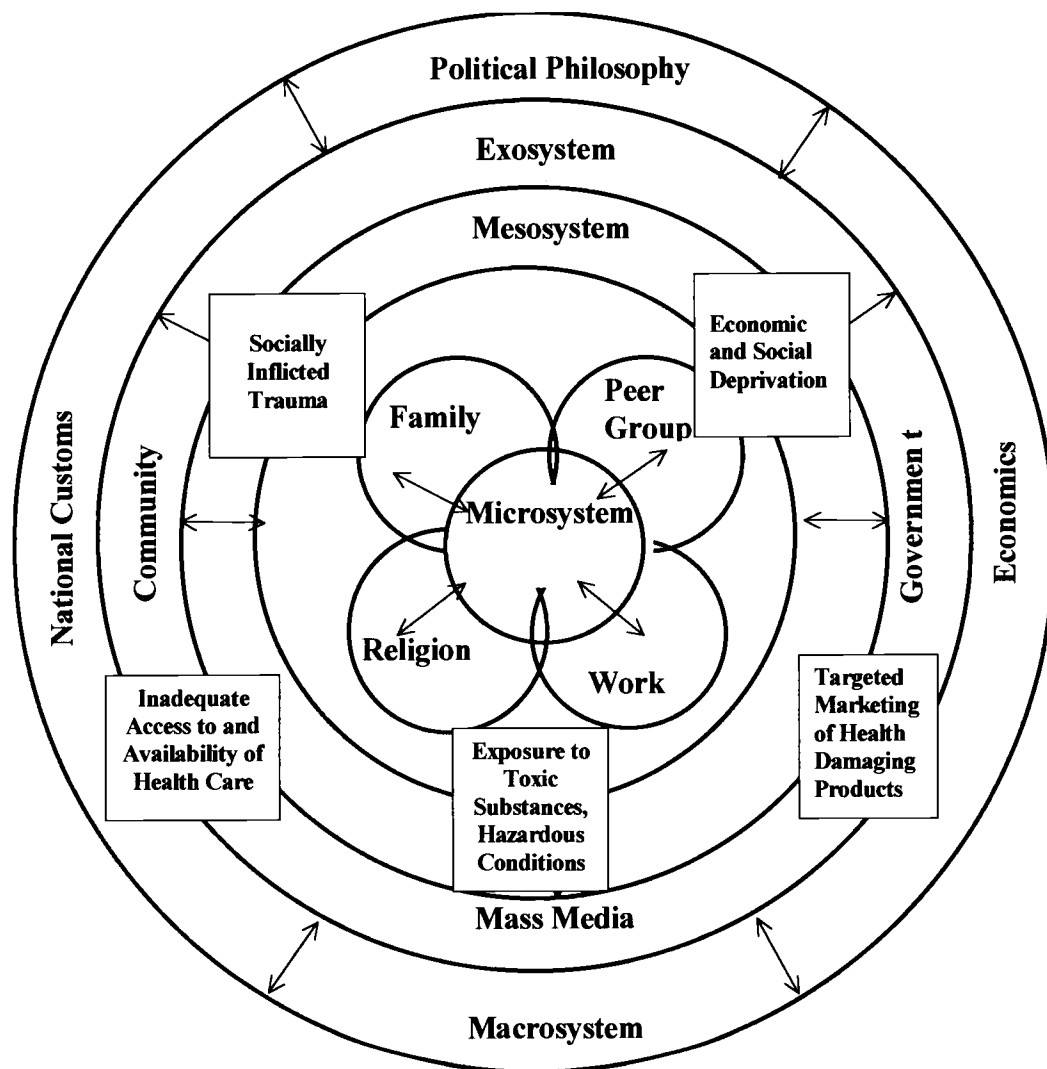 Political Philosophy
Exosystem
Mesosystem
Socially
Inflicted
Trauma
Economic
and Social
Deprivation
Family
Peer
Group
Microsystem
National Customs
Community
Governmen t
Economics
Religion
Work
Inadequate
Access to and
Availability of
Health Care
Exposure to
Toxic
Substances,
Hazardous
Conditions
Targeted
Marketing
of Health
Damaging
Products
Mass Media
Macrosystem